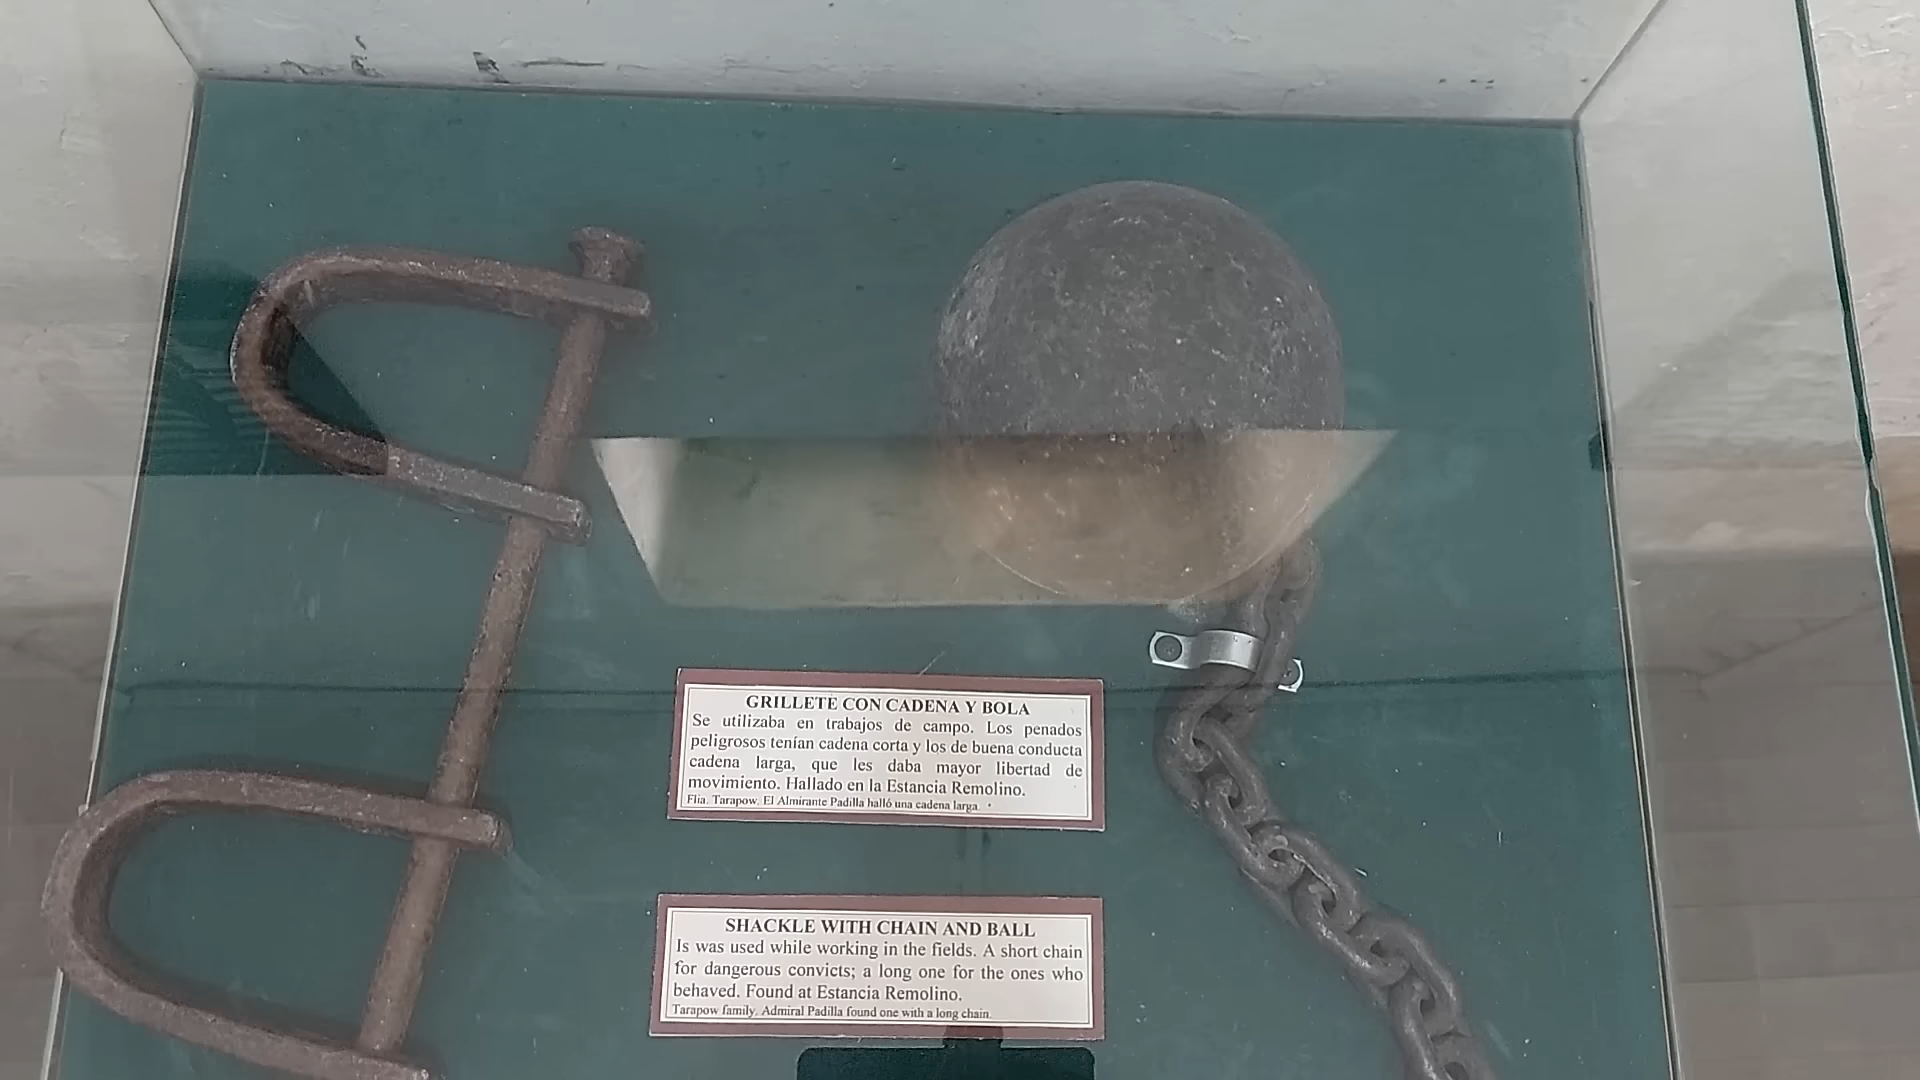 GRILLETE CON CADENA Y BOLA
Se utilizaba en trabajos de campo. Los penados
peligrosos tenían cadena corta y los de buena conducta
cadena larga, que les daba mayor libertad de
movimiento. Hallado en la Estancia Remolino.
Flia. Tarapow. El Almirante Padilla halló una cadena larga.
SHACKLE WITH CHAIN AND BALL
Is was used while working in the fields. A short chain
for dangerous convicts; a long one for the ones who
behaved. Found at Estancia Remolino.
Tarapow family. Admiral Padilla found one with a long chain.